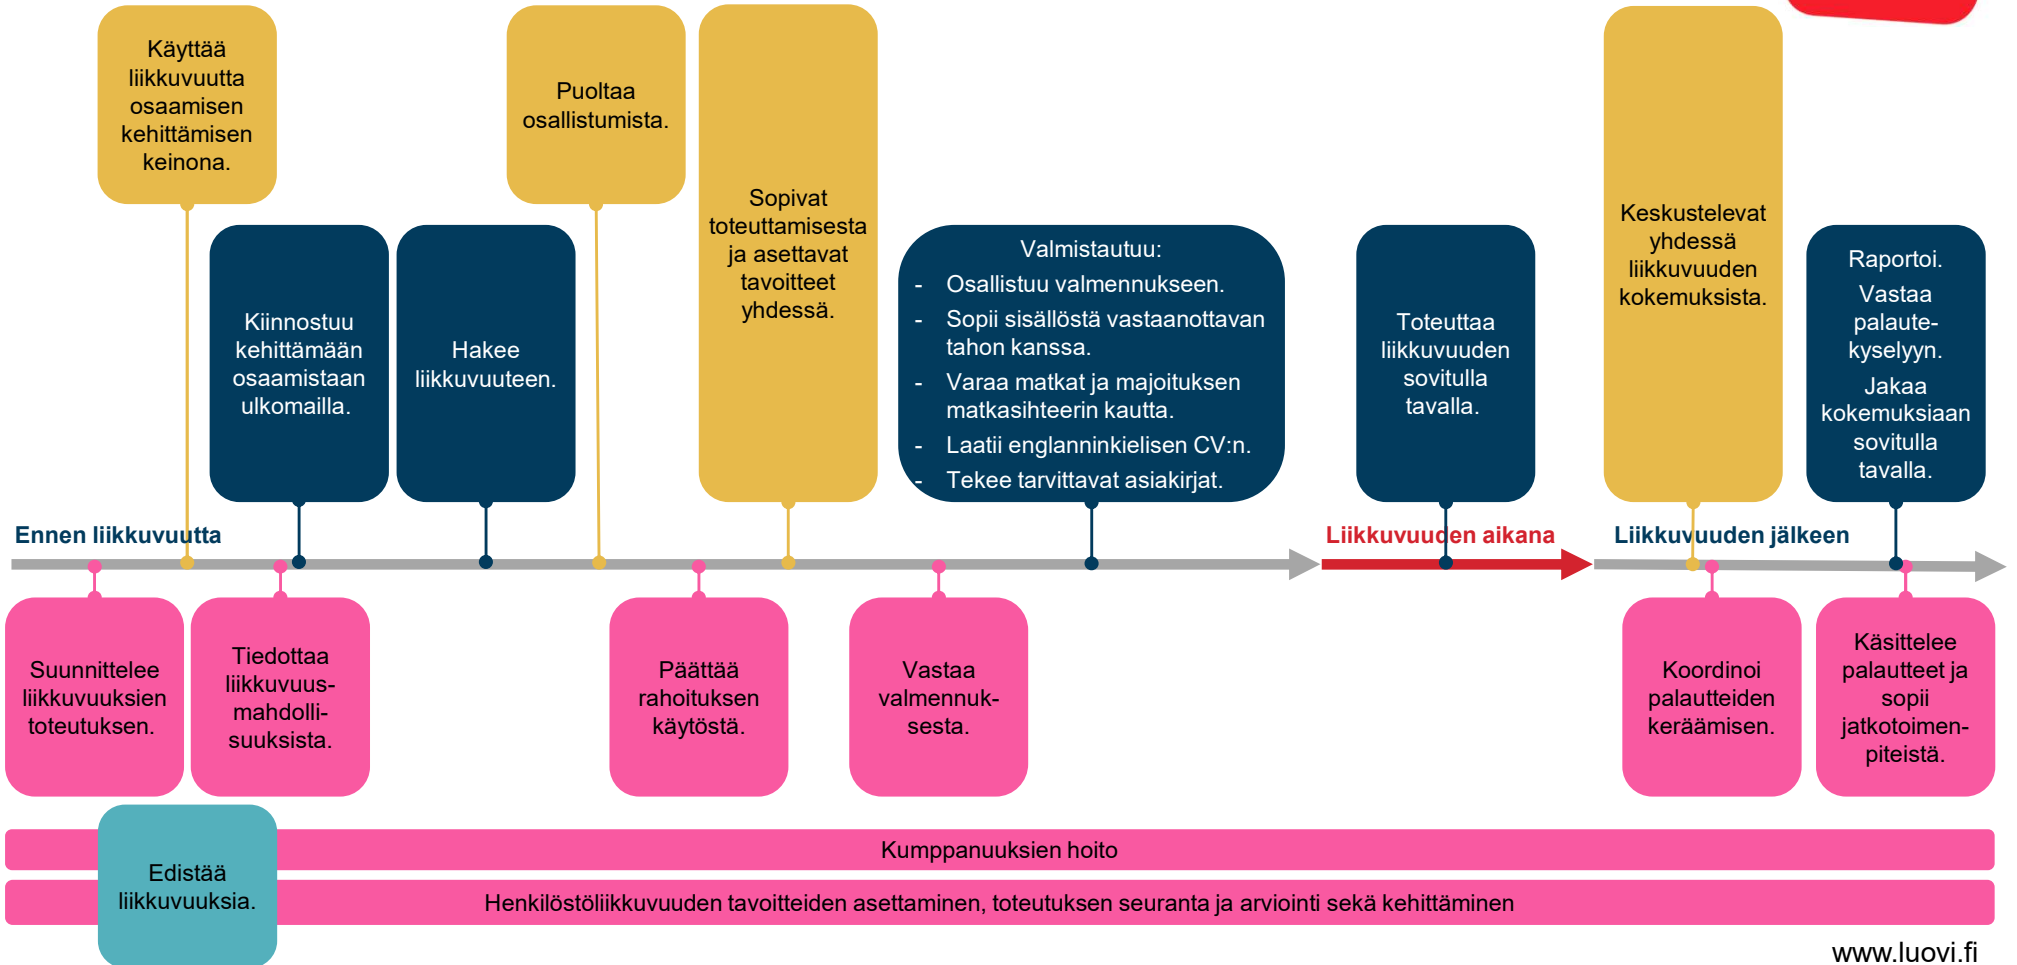 Käyttää
liikkuvuutta
osaamisen
kehittämisen
keinona.
Puoltaa
osallistumista.
Sopivat
toteuttamisesta
ja asettavat
tavoitteet
yhdessä.
Keskustelevat
yhdessä
liikkuvuuden
kokemuksista.
Kiinnostuu
kehittämään
osaamistaan
ulkomailla.
Hakee
liikkuvuuteen.
Valmistautuu:
- Osallistuu valmennukseen.
- Sopii sisällöstä vastaanottavan
tahon kanssa.
- Varaa matkat ja majoituksen
matkasihteerin kautta.
- Laatii englanninkielisen CV:n.
- Tekee tarvittavat asiakirjat.
Toteuttaa
liikkuvuuden
sovitulla
tavalla.
Raportoi.
Vastaa
palaute-
kyselyyn.
Jakaa
kokemuksiaan
sovitulla
tavalla.
Ennen liikkuvuutta
Liikkuvuuden aikana
Liikkuvuuden jälkeen
Suunnittelee
liikkuvuuksien
toteutuksen.
Tiedottaa
liikkuvuus-
mahdolli-
suuksista.
Päättää
rahoituksen
käytöstä.
Vastaa
valmennuk-
sesta.
Koordinoi
palautteiden
keräämisen.
Käsittelee
palautteet ja
sopii
jatkotoimen-
piteistä.
Edistää
liikkuvuuksia.
Kumppanuuksien hoito
Henkilöstöliikkuvuuden tavoitteiden asettaminen, toteutuksen seuranta ja arviointi sekä kehittäminen
www.luovi.fi